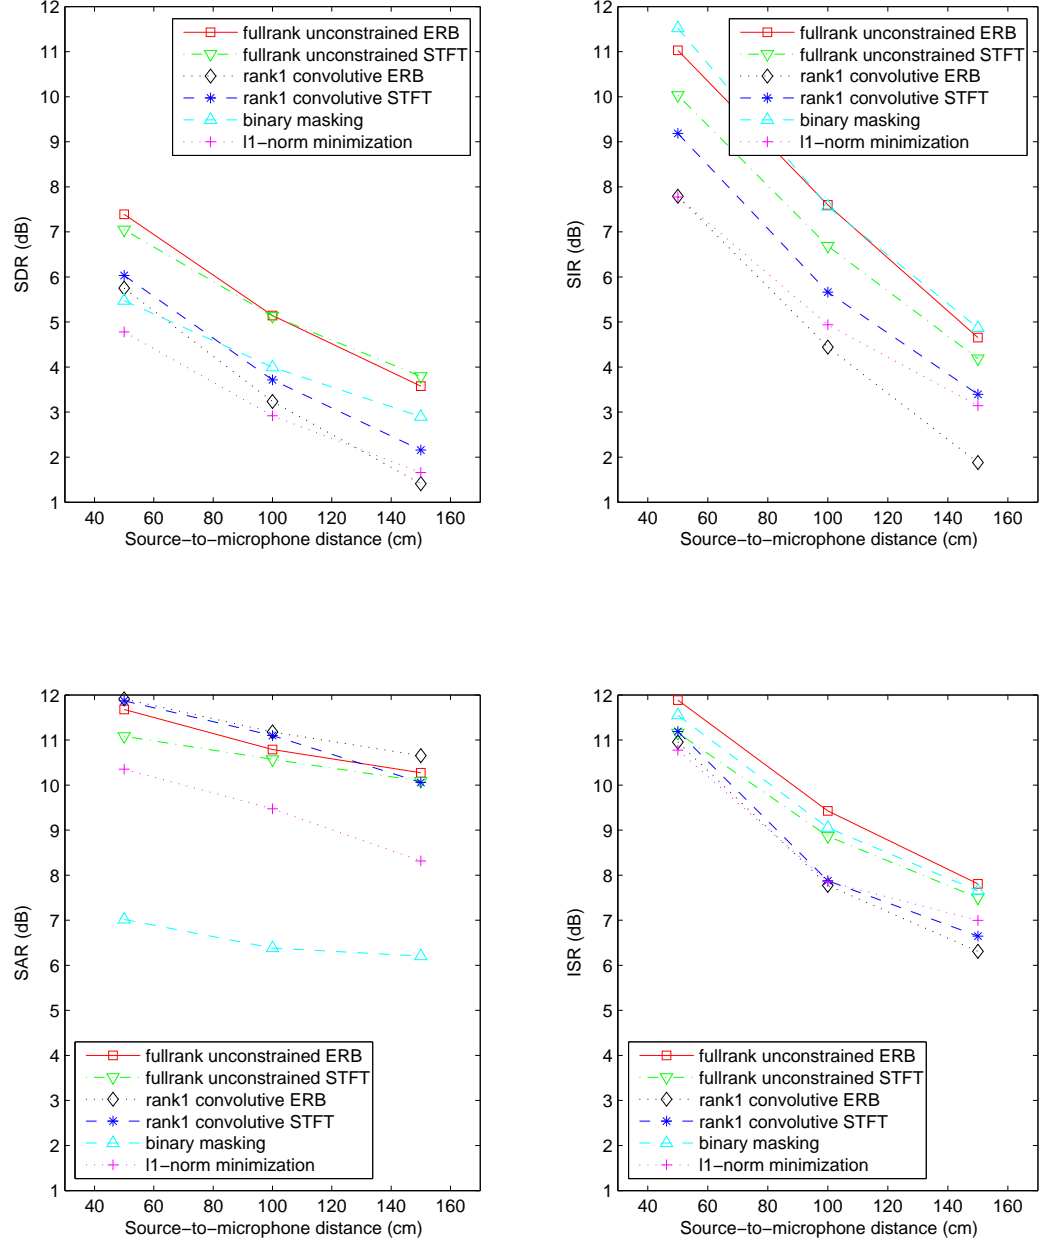 12
11
10
9
8
7
6
5
4
3
2
1
SDR (dB)
40 60 80 100 120 140 160
Source−to−microphone distance (cm)
fullrank unconstrained ERB
fullrank unconstrained STFT
rank1 convolutive ERB
rank1 convolutive STFT
binary masking
l1−norm minimization
12
11
10
9
8
7
6
5
4
3
2
1
SIR (dB)
40 60 80 100 120 140 160
Source−to−microphone distance (cm)
fullrank unconstrained ERB
fullrank unconstrained STFT
rank1 convolutive ERB
rank1 convolutive STFT
binary masking
l1−norm minimization
12
11
10
9
8
7
6
5
4
3
2
1
SAR (dB)
40 60 80 100 120 140 160
Source−to−microphone distance (cm)
fullrank unconstrained ERB
fullrank unconstrained STFT
rank1 convolutive ERB
rank1 convolutive STFT
binary masking
l1−norm minimization
12
11
10
9
8
7
6
5
4
3
2
1
ISR (dB)
40 60 80 100 120 140 160
Source−to−microphone distance (cm)
fullrank unconstrained ERB
fullrank unconstrained STFT
rank1 convolutive ERB
rank1 convolutive STFT
binary masking
l1−norm minimization